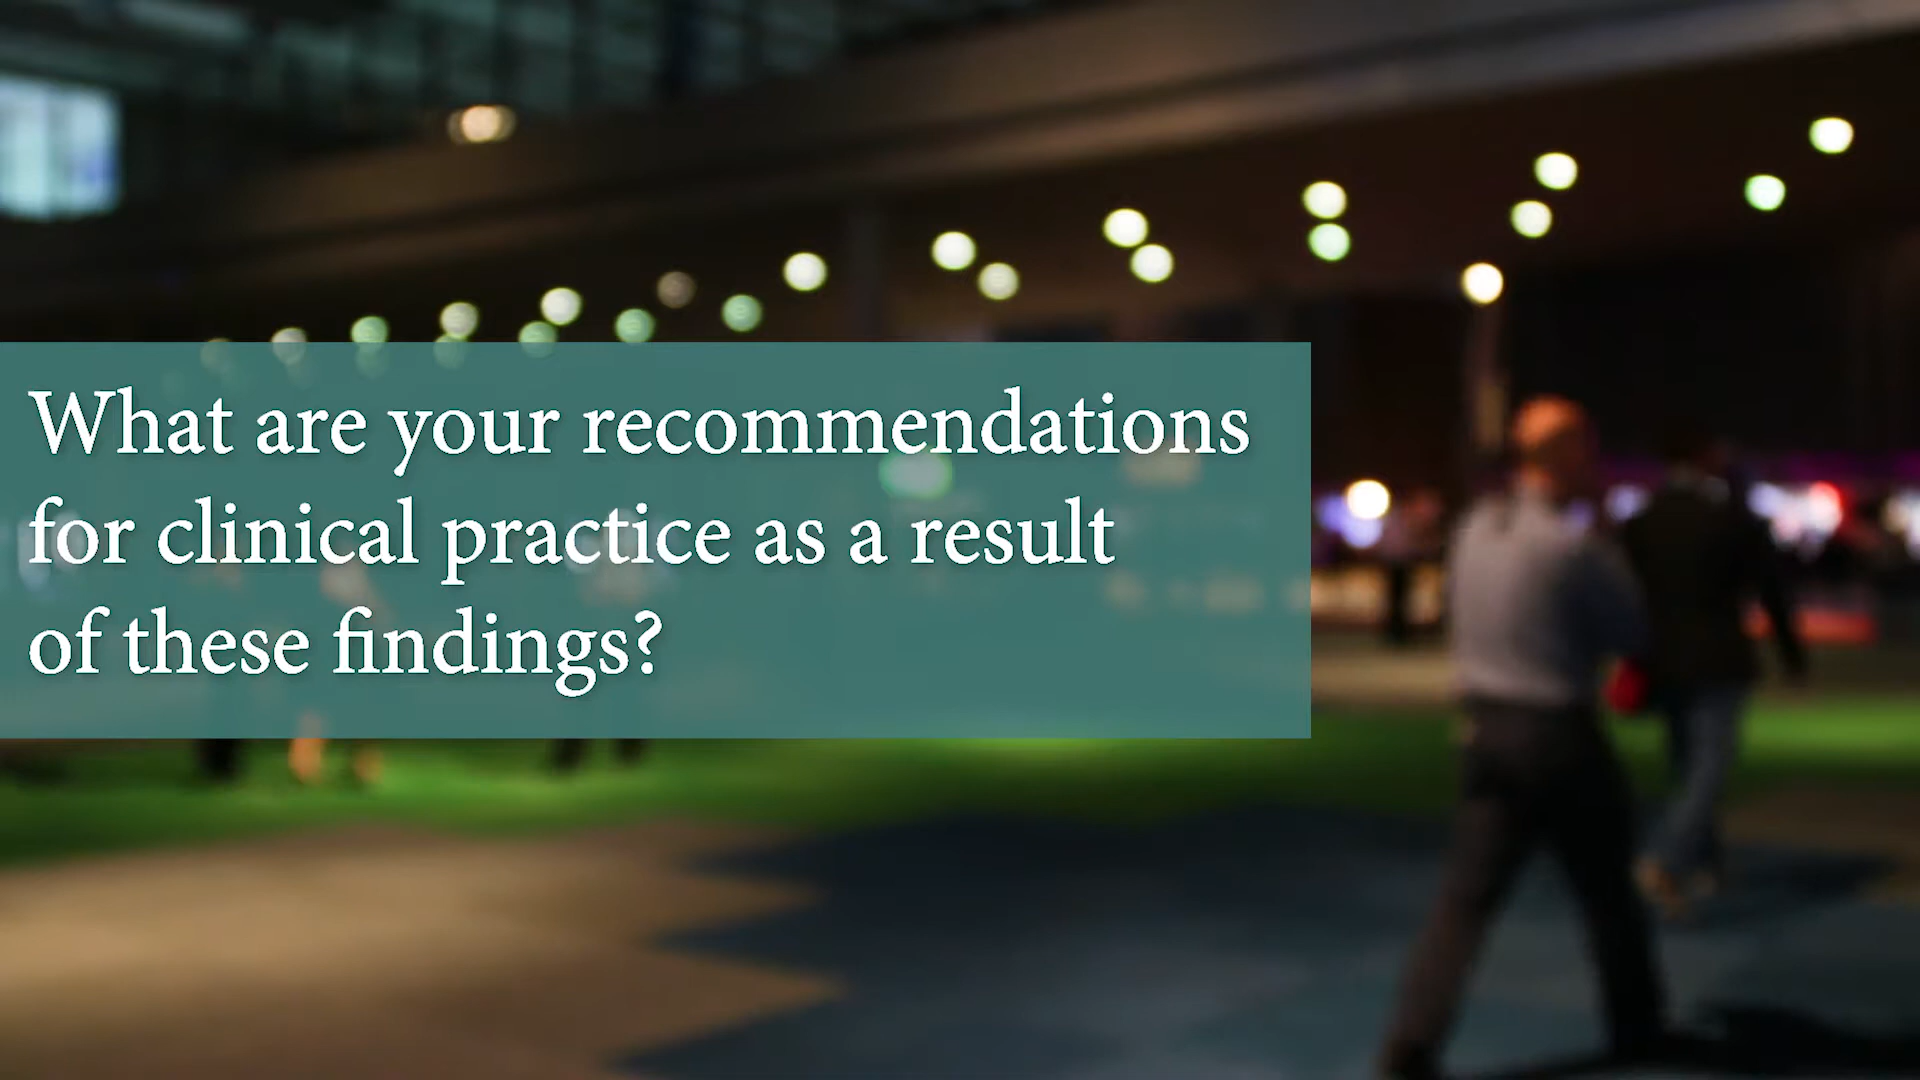 What are your recommendations
for clinical practice as a result
of these findings?